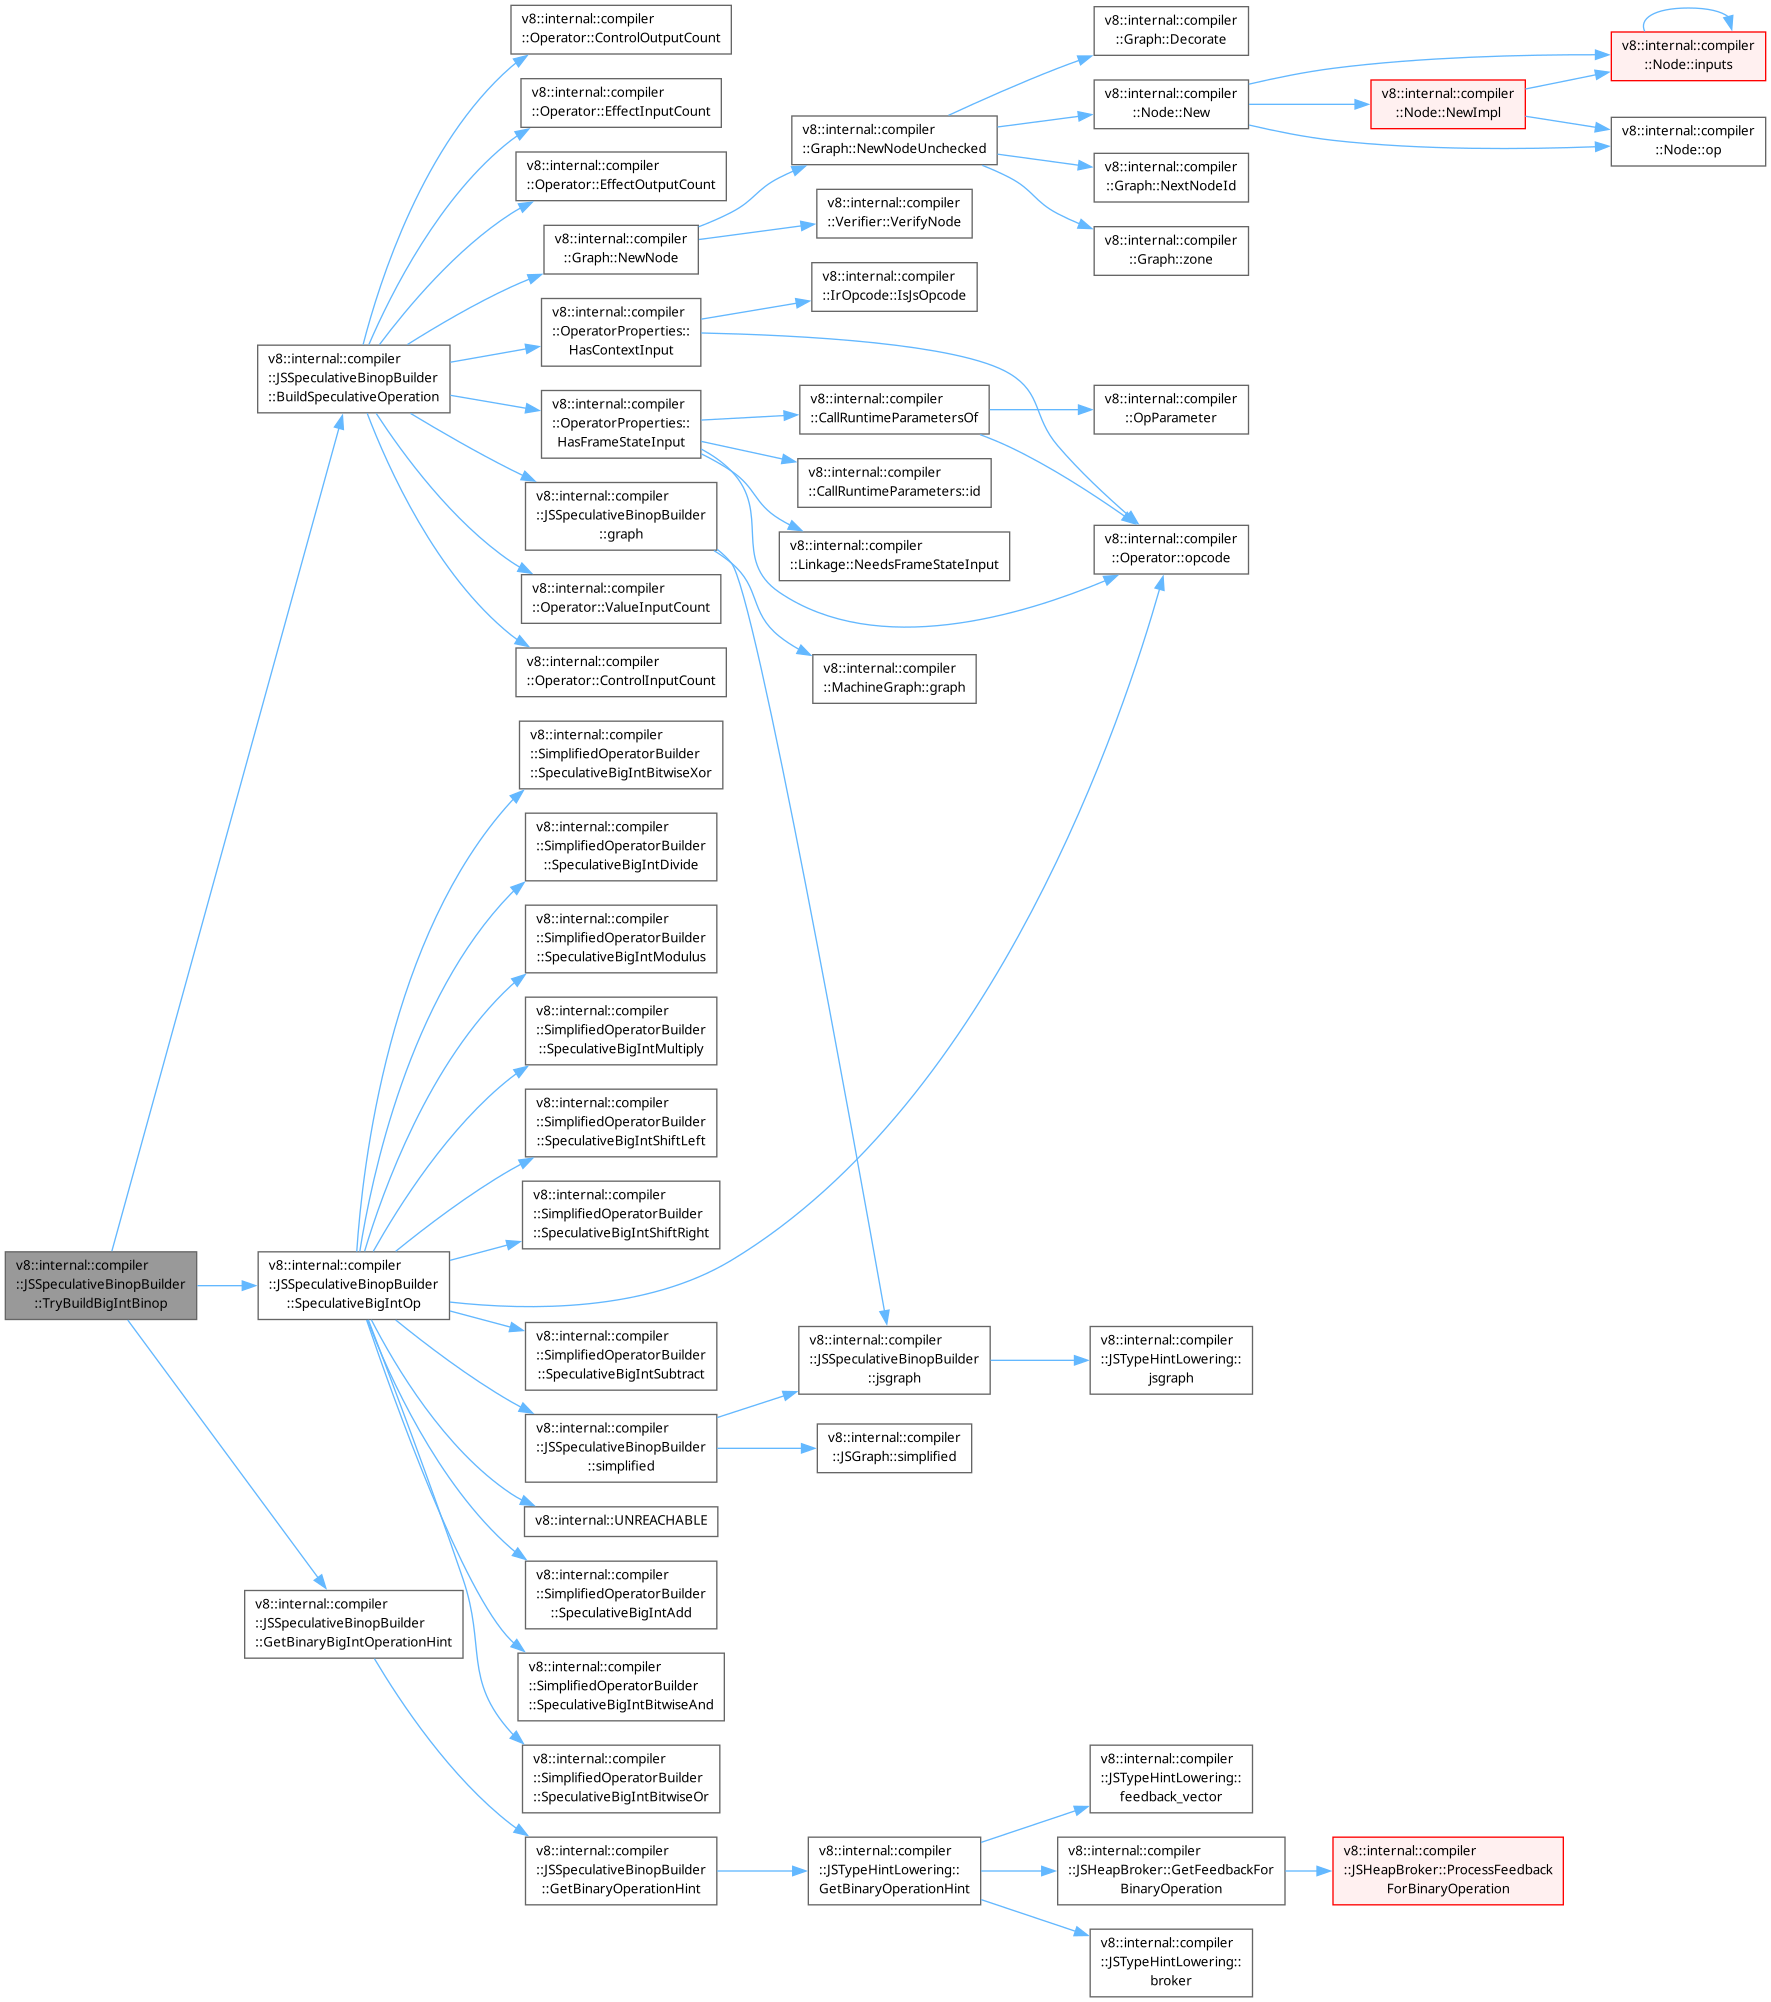 v8::internal::compiler
::JSSpeculativeBinopBuilder
::TryBuildBigIntBinop
v8::internal::compiler
::JSSpeculativeBinopBuilder
::BuildSpeculativeOperation
v8::internal::compiler
::Operator::ControlOutputCount
v8::internal::compiler
::Operator::EffectInputCount
v8::internal::compiler
::Operator::EffectOutputCount
v8::internal::compiler
::Graph::NewNode
v8::internal::compiler
::Graph::NewNodeUnchecked
v8::internal::compiler
::Graph::Decorate
v8::internal::compiler
::Node::New
v8::internal::compiler
::Node::inputs
v8::internal::compiler
::Node::NewImpl
v8::internal::compiler
::Node::op
v8::internal::compiler
::Graph::NextNodeId
v8::internal::compiler
::Graph::zone
v8::internal::compiler
::Verifier::VerifyNode
v8::internal::compiler
::OperatorProperties::
HasContextInput
v8::internal::compiler
::IrOpcode::IsJsOpcode
v8::internal::compiler
::Operator::opcode
v8::internal::compiler
::OperatorProperties::
HasFrameStateInput
v8::internal::compiler
::CallRuntimeParametersOf
v8::internal::compiler
::OpParameter
v8::internal::compiler
::CallRuntimeParameters::id
v8::internal::compiler
::Linkage::NeedsFrameStateInput
v8::internal::compiler
::JSSpeculativeBinopBuilder
::graph
v8::internal::compiler
::MachineGraph::graph
v8::internal::compiler
::JSSpeculativeBinopBuilder
::jsgraph
v8::internal::compiler
::JSTypeHintLowering::
jsgraph
v8::internal::compiler
::Operator::ValueInputCount
v8::internal::compiler
::Operator::ControlInputCount
v8::internal::compiler
::JSSpeculativeBinopBuilder
::SpeculativeBigIntOp
v8::internal::compiler
::SimplifiedOperatorBuilder
::SpeculativeBigIntBitwiseXor
v8::internal::compiler
::SimplifiedOperatorBuilder
::SpeculativeBigIntDivide
v8::internal::compiler
::SimplifiedOperatorBuilder
::SpeculativeBigIntModulus
v8::internal::compiler
::SimplifiedOperatorBuilder
::SpeculativeBigIntMultiply
v8::internal::compiler
::SimplifiedOperatorBuilder
::SpeculativeBigIntShiftLeft
v8::internal::compiler
::SimplifiedOperatorBuilder
::SpeculativeBigIntShiftRight
v8::internal::compiler
::SimplifiedOperatorBuilder
::SpeculativeBigIntSubtract
v8::internal::compiler
::JSSpeculativeBinopBuilder
::simplified
v8::internal::compiler
::JSGraph::simplified
v8::internal::UNREACHABLE
v8::internal::compiler
::SimplifiedOperatorBuilder
::SpeculativeBigIntAdd
v8::internal::compiler
::SimplifiedOperatorBuilder
::SpeculativeBigIntBitwiseAnd
v8::internal::compiler
::SimplifiedOperatorBuilder
::SpeculativeBigIntBitwiseOr
v8::internal::compiler
::JSSpeculativeBinopBuilder
::GetBinaryBigIntOperationHint
v8::internal::compiler
::JSSpeculativeBinopBuilder
::GetBinaryOperationHint
v8::internal::compiler
::JSTypeHintLowering::
GetBinaryOperationHint
v8::internal::compiler
::JSTypeHintLowering::
feedback_vector
v8::internal::compiler
::JSHeapBroker::GetFeedbackFor
BinaryOperation
v8::internal::compiler
::JSHeapBroker::ProcessFeedback
ForBinaryOperation
v8::internal::compiler
::JSTypeHintLowering::
broker